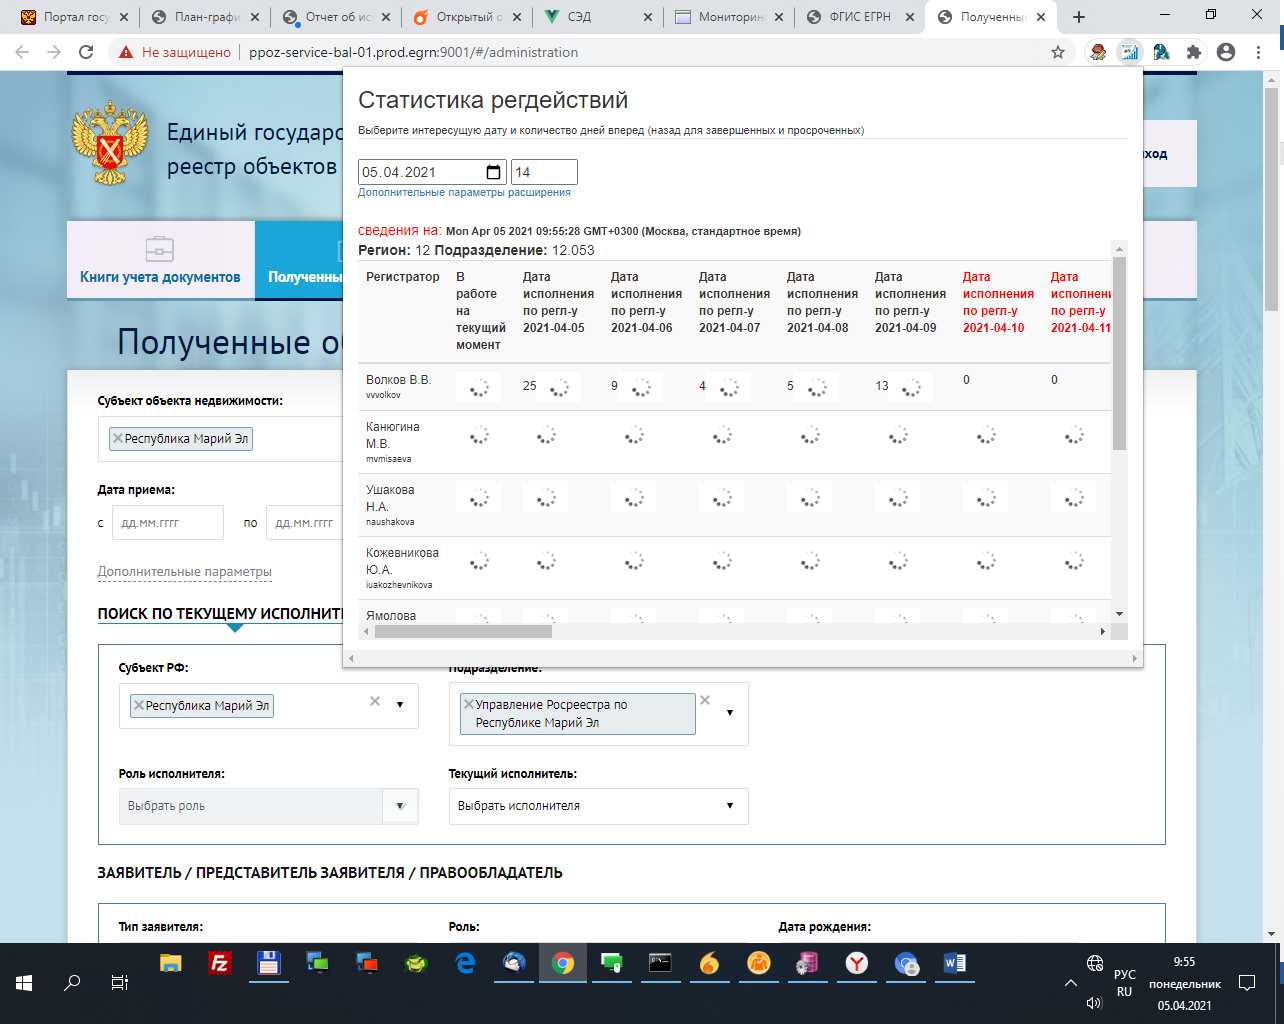 Портал госу
План-графи
Отчет об ис
Открытый о
СЭД
Мониторин
ФГИС ЕГРН
Полученные
Не защищено
ppoz-service-bal-01.prod.egrn:9001/#/administration
Единый государс
реестр объектов
ыход
Книги учета документов
Полученны
Полученные об
Статистика регдействий
Выберите интересущую дату и количество дней вперед (назад для завершенных и просроченных)
05.04.2021
14
Дополнительные параметры расширения
сведения на: Mon Apr 05 2021 09:55:28 GMT+0300 (Москва, стандартное время)
Регион: 12 Подразделение: 12.053
Регистратор
В работе на текущий момент
Дата исполнения по регл-у 2021-04-05
Дата исполнения по регл-у 2021-04-06
Дата исполнения по регл-у 2021-04-07
Дата исполнения по регл-у 2021-04-08
Дата исполнения по регл-у 2021-04-09
Дата исполнения по регл-у 2021-04-10
Дата исполнени по регл-у 2021-04-11
Волков В.В.
vvvolkov
25
9
4
5
13
0
0
Канюгина
М.В.
mvmisaeva
Ушакова
Н.А.
naushakova
Кожевникова
Ю.А.
iuakozhevnikova
Ямолова
Субъект объекта недвижимости:
×Республика Марий Эл
Дата приема:
с
дд.мм.гггг
по
дд.мм.гггг
Дополнительные параметры
ПОИСК ПО ТЕКУЩЕМУ ИСПОЛНИТЕ
Субъект РФ:
Подразделение:
×Республика Марий Эл
×Управление Росреестра по
Республике Марий Эл
Роль исполнителя:
Текущий исполнитель:
Выбрать роль
Выбрать исполнителя
ЗАЯВИТЕЛЬ / ПРЕДСТАВИТЕЛЬ ЗАЯВИТЕЛЯ / ПРАВООБЛАДАТЕЛЬ
Тип заявителя:
Роль:
Дата рождения:
РУС
RU
9:55
понедельник
05.04.2021